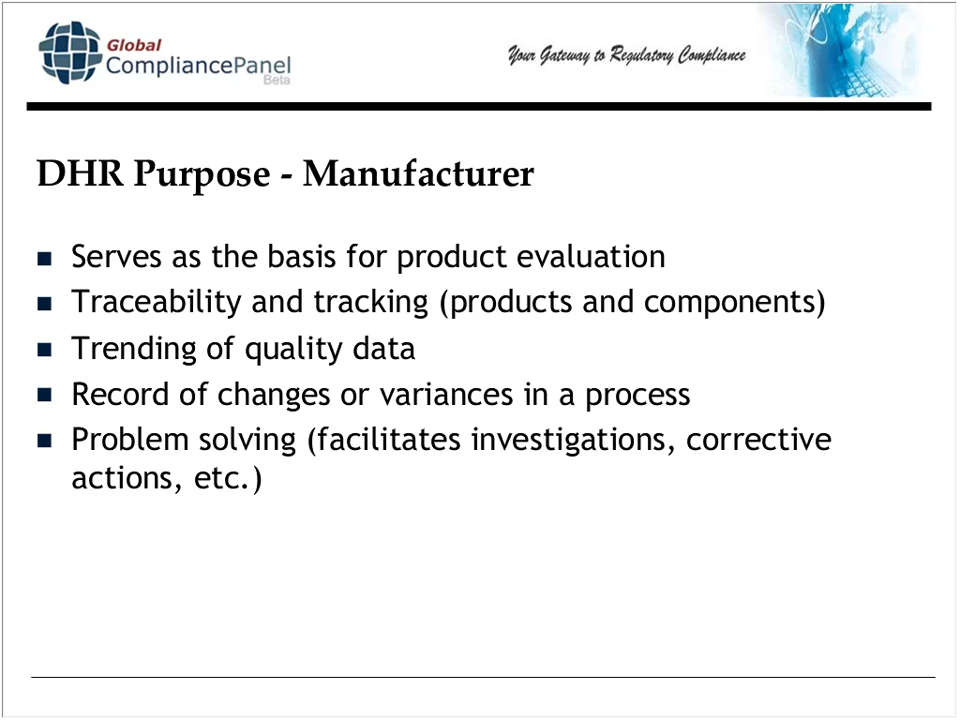 Global
CompliancePanel
Beta
Your Gateway to Regulatory Compliance
DHR Purpose - Manufacturer
Serves as the basis for product evaluation
Traceability and tracking (products and components)
Trending of quality data
Record of changes or variances in a process
Problem solving (facilitates investigations, corrective
actions, etc.)